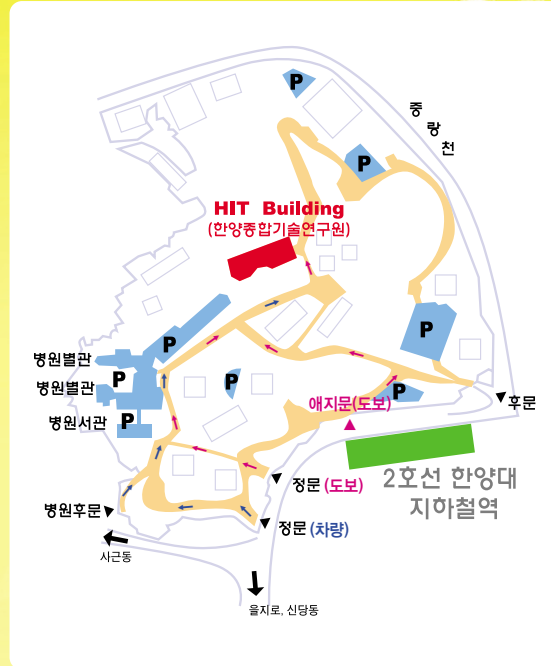 P
중
랑
천
P
HIT Building
(한양종합기술연구원)
P
P
병원별관
P
병원별관
P
P
애지문(도보)
후문
병원서관
P
2호선 한양대
지하철역
정문 (도보)
병원후문
정문 (차량)
사근동
을지로, 신당동